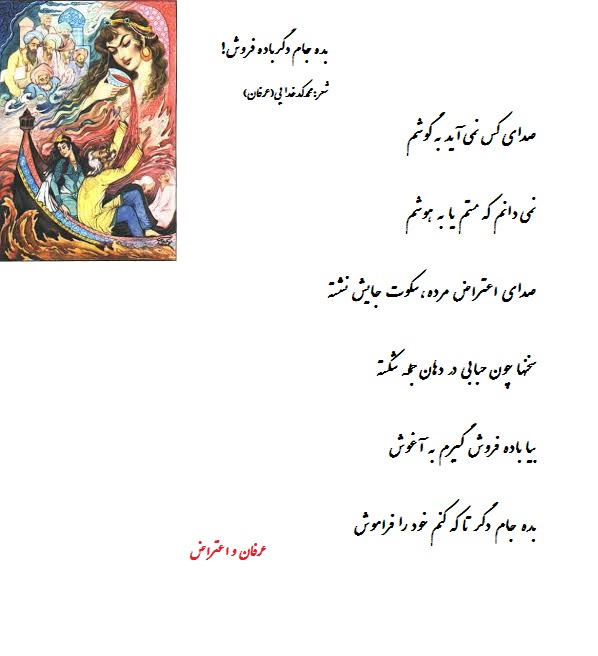 بده جام دگر باده فروش!
شعر: محمدکدخدایی(عرفان)
صدای کس نمی آید به گوشم
نمی دانم که مستم یا به هوشم
صدای اعتراض مرده،سکوت جایش نشسته
سخنها چون حبابی در دهان جمله شکسته
بیا باده فروش گیرم به آغوش
بده جام دگر تا که کنم خود را فراموش
عرفان و اعتراض